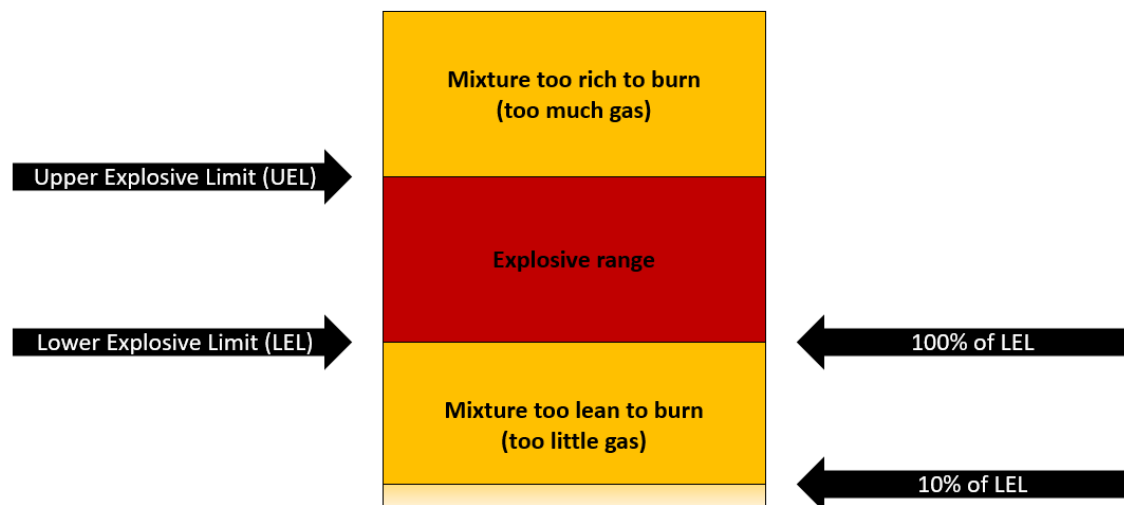 Mixture too rich to burn
(too much gas)
Upper Explosive Limit (UEL)
Explosive range
Lower Explosive Limit (LEL)
100% of LEL
Mixture too lean to burn
(too little gas)
10% of LEL